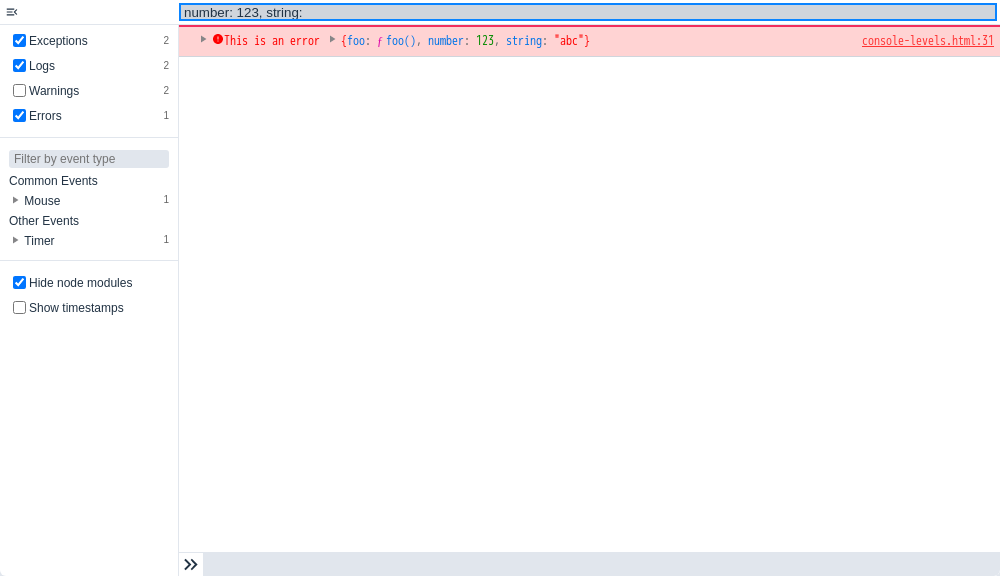 number: 123, string:
Exceptions 2
Logs 2
Warnings 2
Errors 1
Filter by event type
Common Events
Mouse 1
Other Events
Timer 1
Hide node modules
Show timestamps
This is an error {foo: ƒ foo(), number: 123, string: "abc"} console-levels.html:31